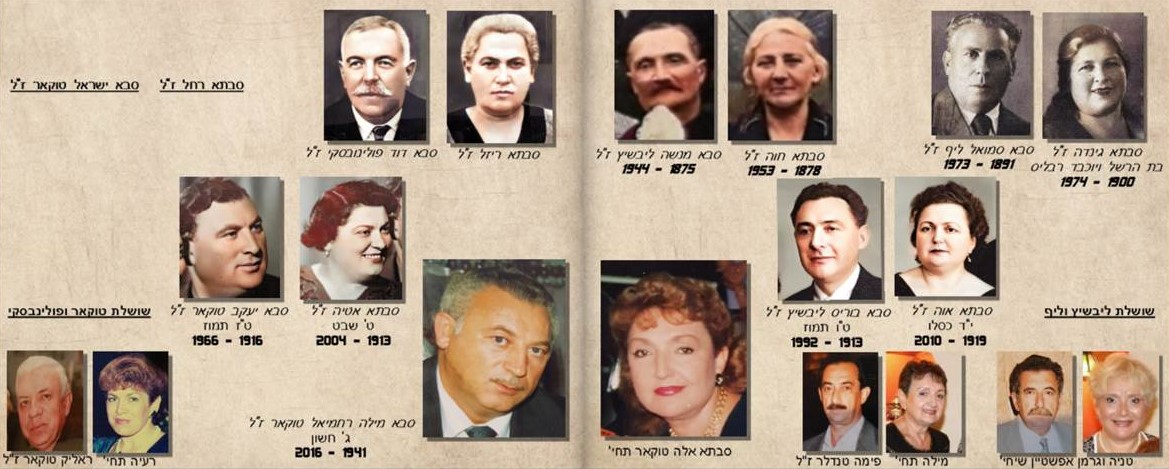 סבא ישראל טוקאר ז"ל
סבתא רחל ז"ל
סבא דוד פולינובסקי ז"ל
סבתא ריזל ז"ל
סבא מנשה ליבשיץ ז"ל
1944 - 1875
סבתא חוה ז"ל
1953 - 1878
סבא סמואל ליף ז"ל
1973 - 1891
סבתא גינדה ז"ל
בת הרשל ויוכבד רבליס
1974 - 1900
שושלת טוקאר ופולינבסקי
סבא יעקב טוקאר ז"ל
ט"ז תמוז
1966 - 1916
סבתא אטיה ז"ל
ט' שבט
2004 - 1913
סבא בוריס ליבשיץ ז"ל
ט"ו תמוז
1992 - 1913
סבתא אוה ז"ל
י"ד כסלו
2010 - 1919
שושלת ליבשיץ וליף
ראליק טוקאר ז"ל
רעיה תחי'
סבא מילה רחמיאל טוקאר ז"ל
ג' חשון
2016 - 1941
סבתא אלה טוקאר תחי'
פימה טנדלר ז"ל
מילה תחי'
טניה וגרמן אפשטיין שיחי'